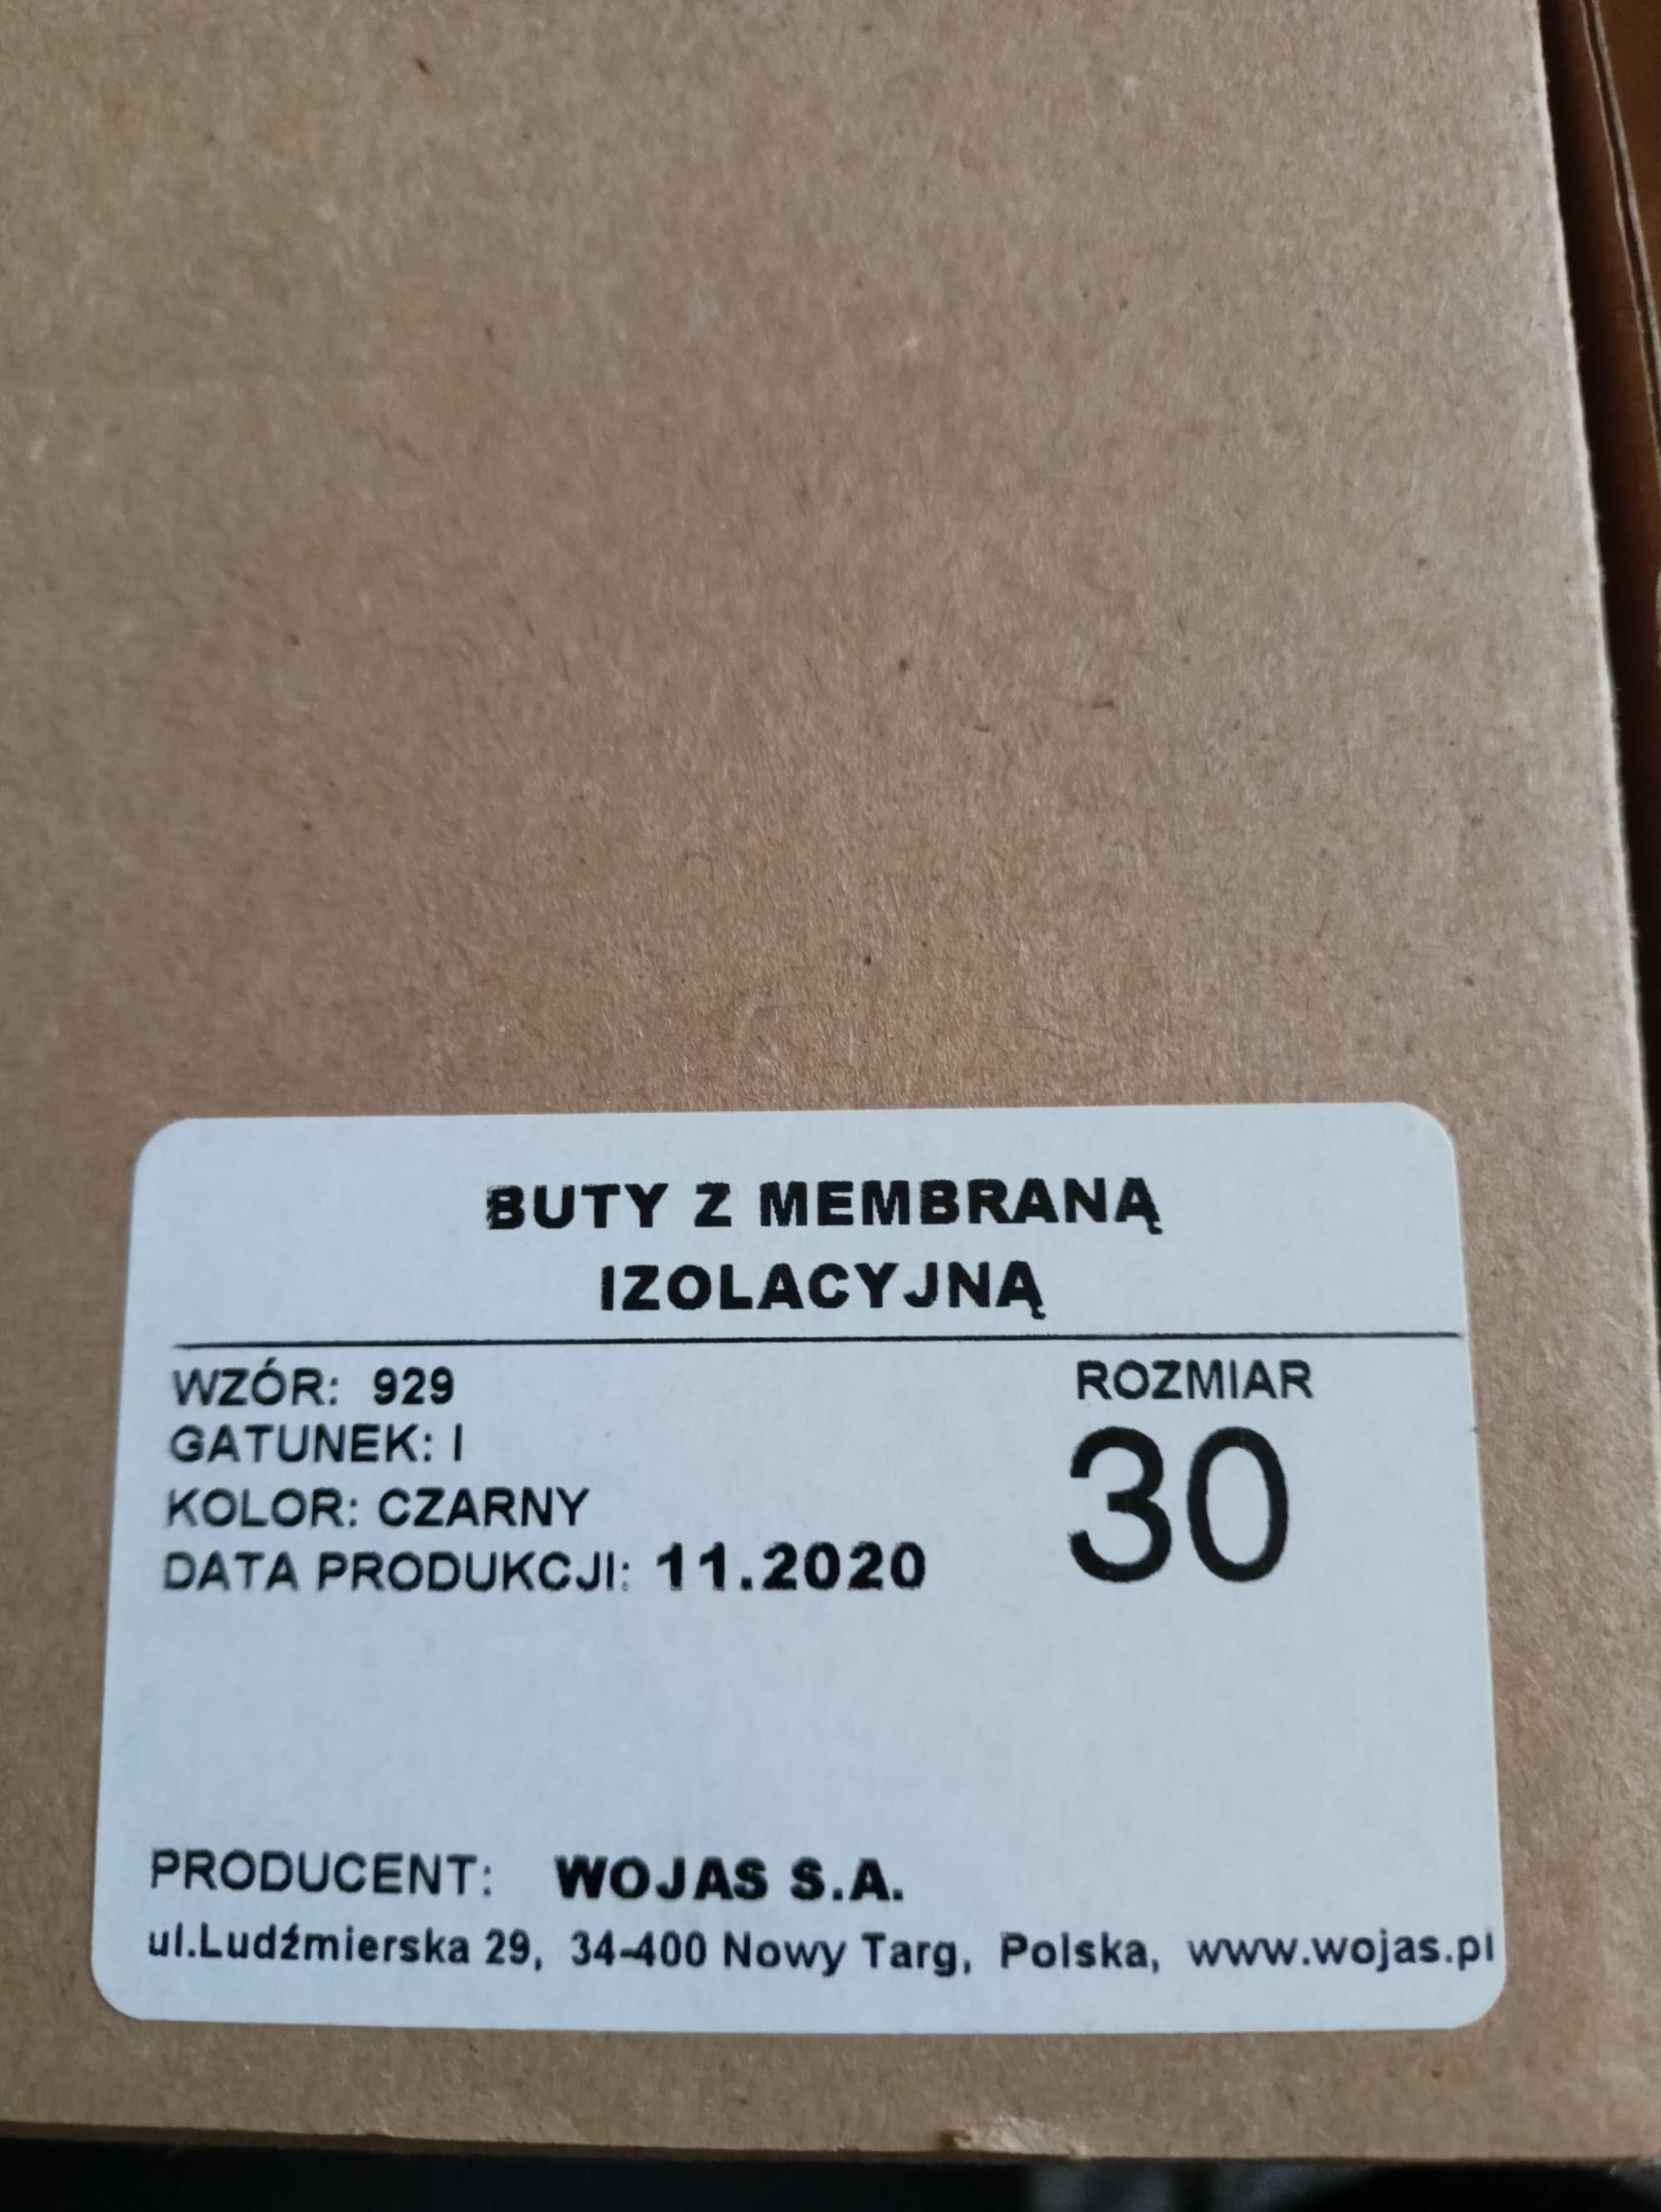 BUTY Z MEMBRANĄ
IZOLACYJNĄ
WZÓR: 929
GATUNEK: I
KOLOR: CZARNY
DATA PRODUKCJI: 11.2020
ROZMIAR
30
PRODUCENT: WOJAS S.A.
ul.Ludźmierska 29, 34-400 Nowy Targ, Polska, www.wojas.pl